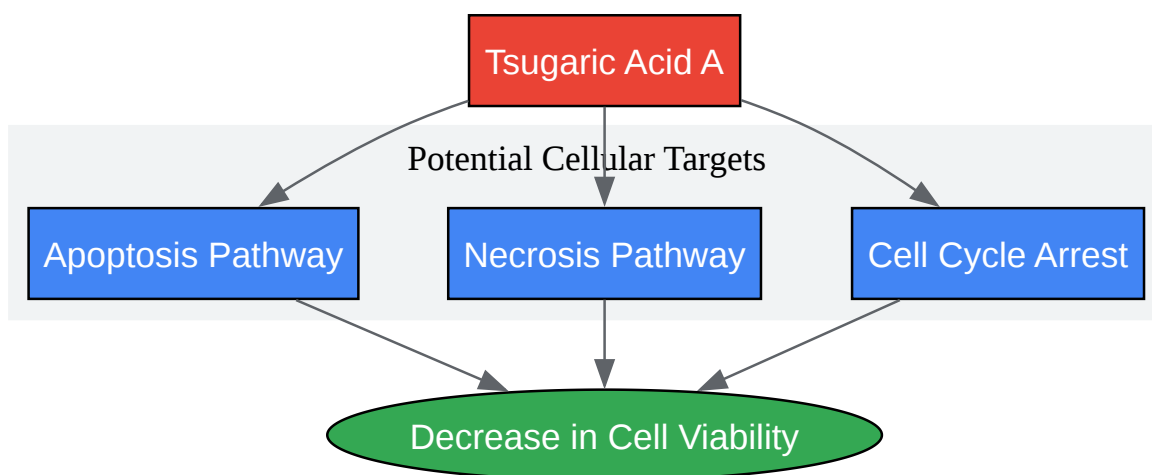 Tsugaric Acid A
Potential Cellular Targets
Apoptosis Pathway
Necrosis Pathway
Cell Cycle Arrest
Decrease in Cell Viability